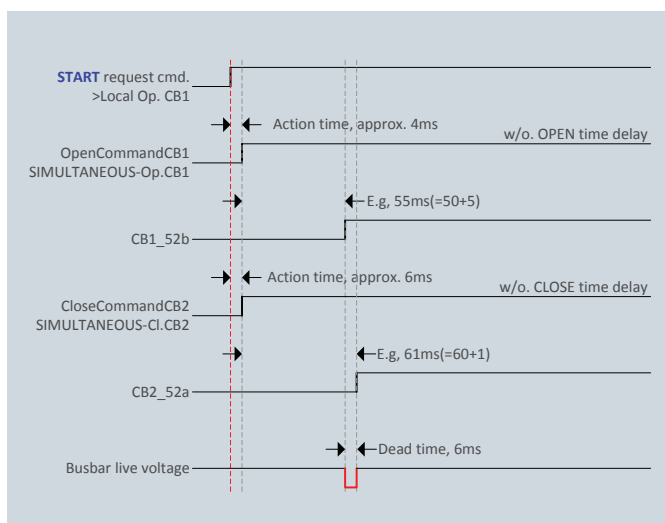 START request cmd.
>Local Op. CB1
Action time, approx. 4ms
w/o. OPEN time delay
OpenCommandCB1
SIMULTANEOUS-Op.CB1
E.g, 55ms(=50+5)
CB1_52b
Action time, approx. 6ms
w/o. CLOSE time delay
CloseCommandCB2
SIMULTANEOUS-Cl.CB2
E.g, 61ms(=60+1)
CB2_52a
Dead time, 6ms
Busbar live voltage